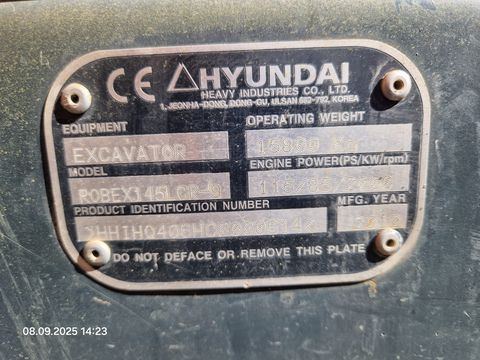 CE HYUNDAI
HEAVY INDUSTRIES CO., LTD.
1, JEONHA-DONG, DONG-GU, ULSAN 682-792, KOREA
EQUIPMENT
OPERATING WEIGHT
EXCAVATOR
15800 Kg
MODEL
ENGINE POWER(PS/KW/rpm)
ROBEX145LCR-9
PRODUCT IDENTIFICATION NUMBER
MFG. YEAR
DO NOT DEFACE OR REMOVE THIS PLATE
08.09.2025 14:23